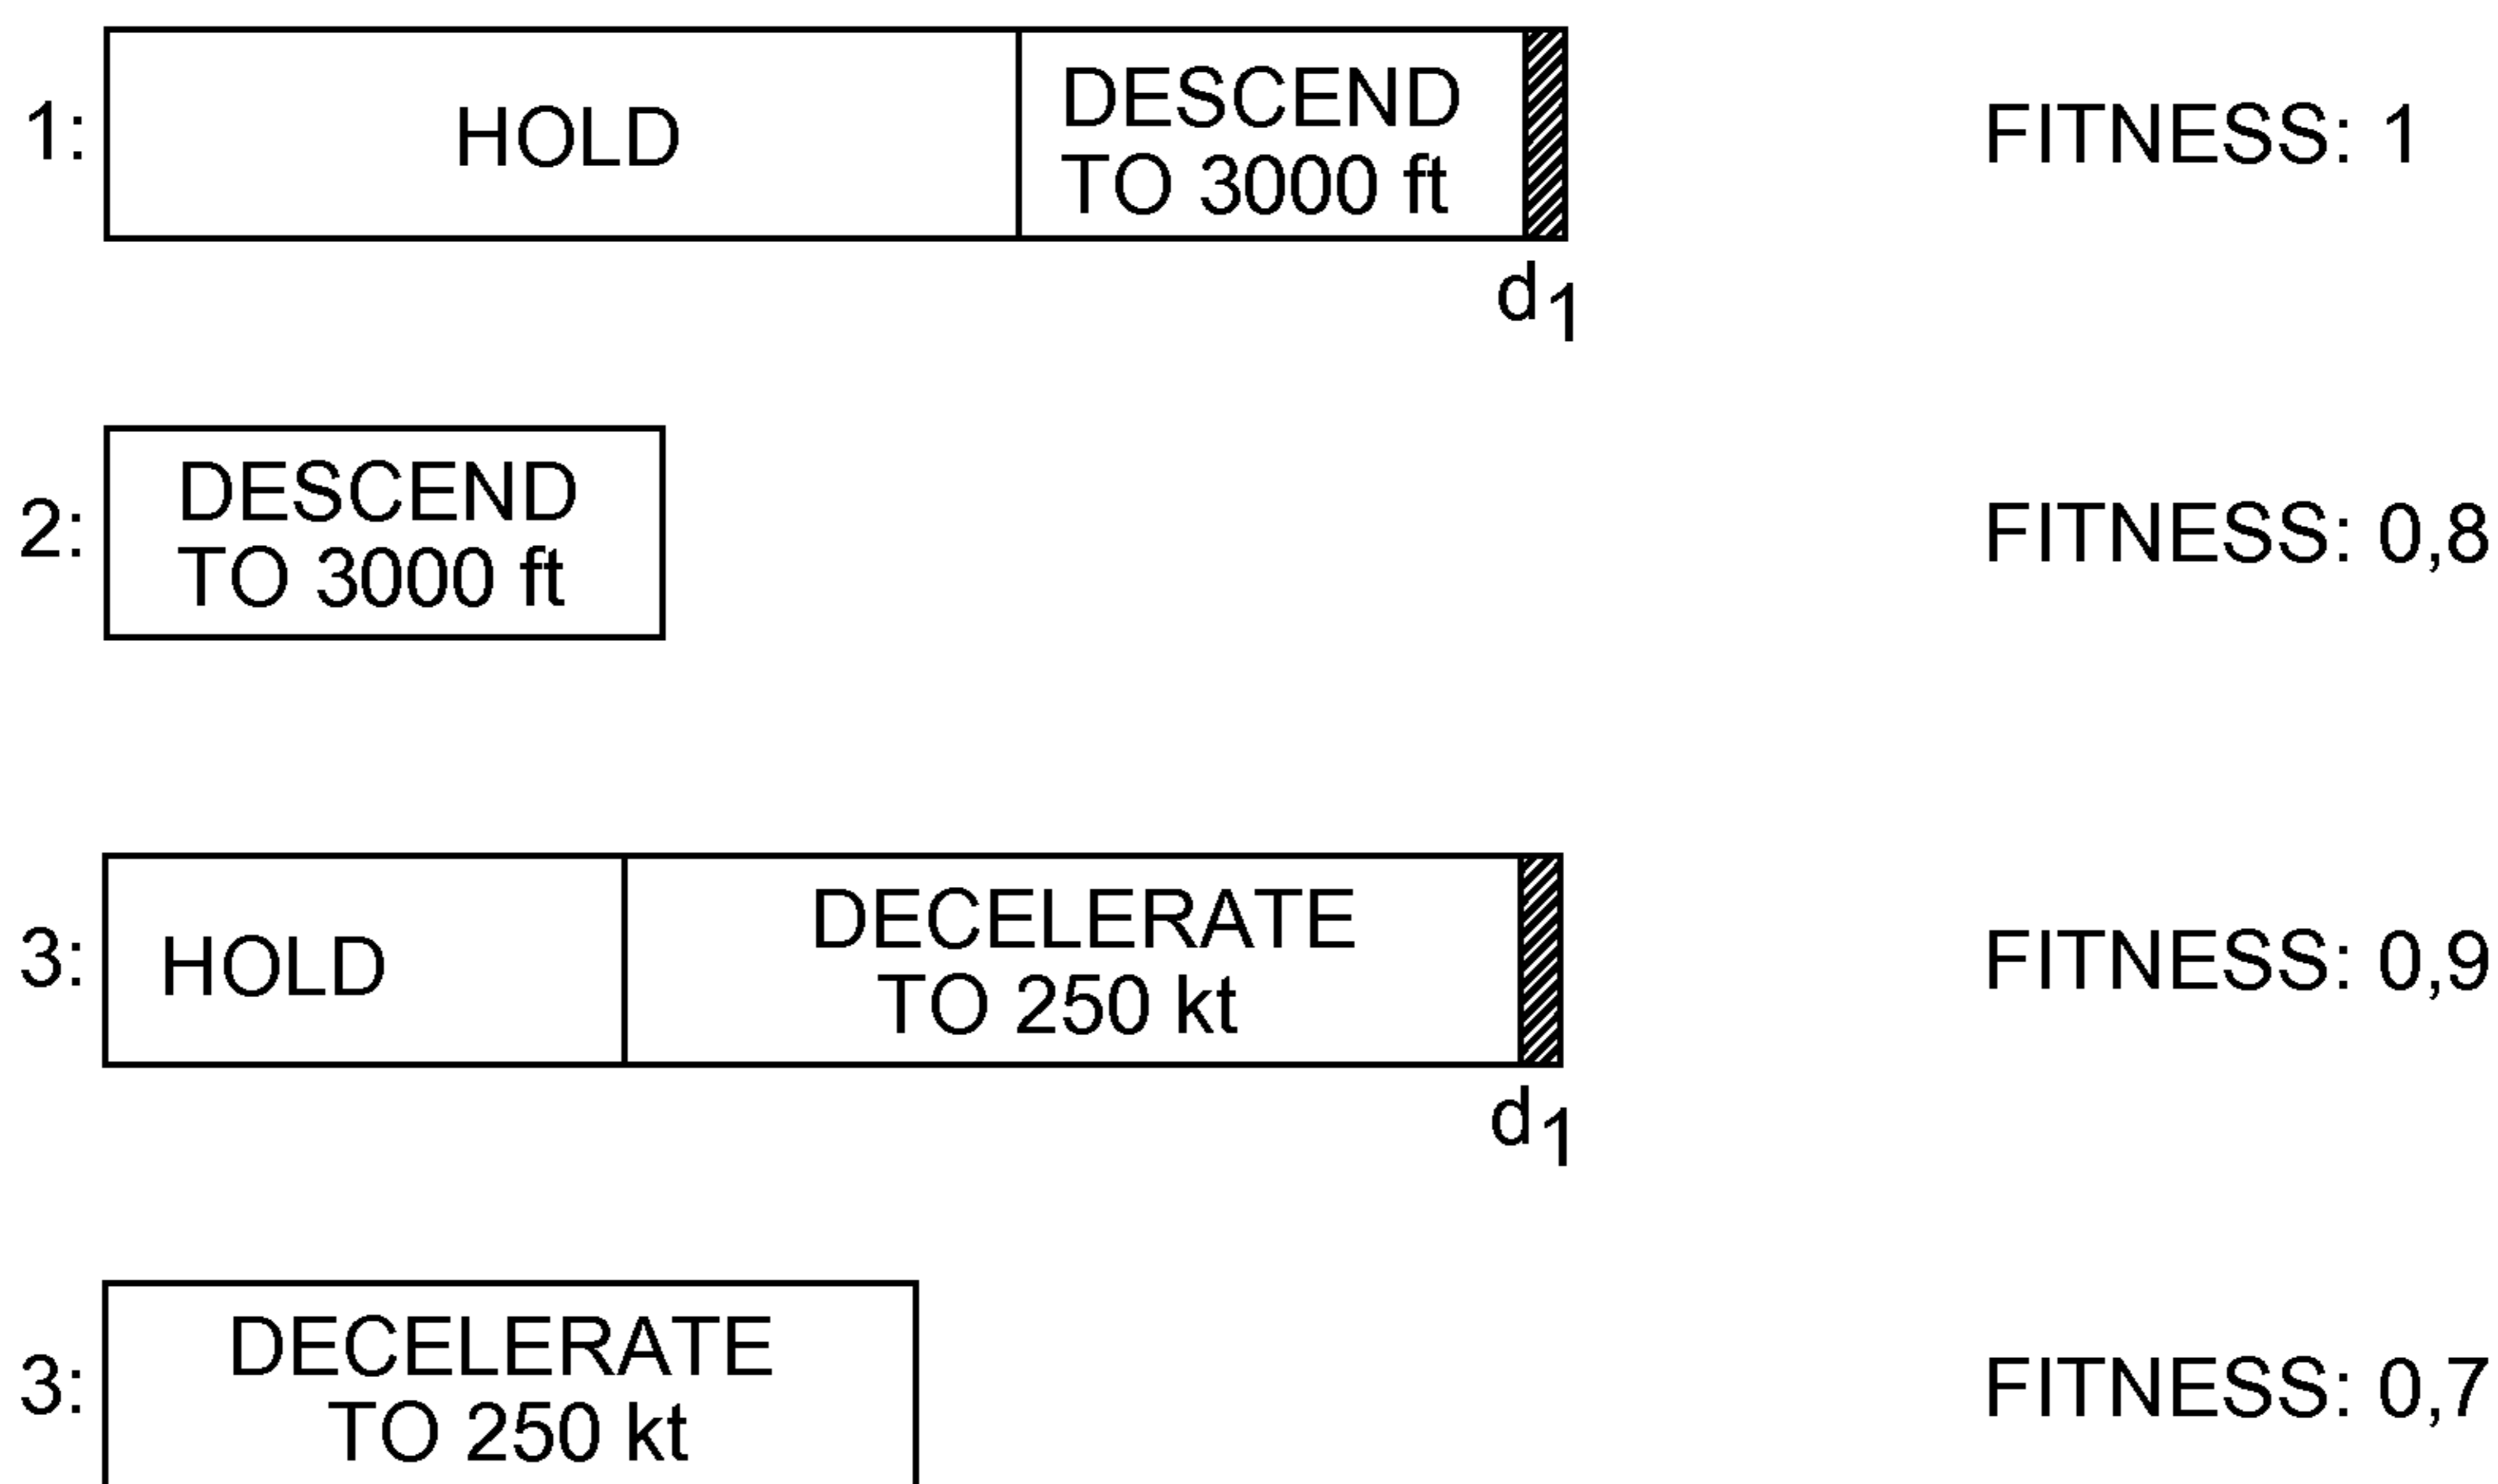 1:
HOLD
DESCEND
TO 3000 ft
d1
FITNESS: 1
2:
DESCEND
TO 3000 ft
FITNESS: 0,8
3:
HOLD
DECELERATE
TO 250 kt
d1
FITNESS: 0,9
3:
DECELERATE
TO 250 kt
FITNESS: 0,7